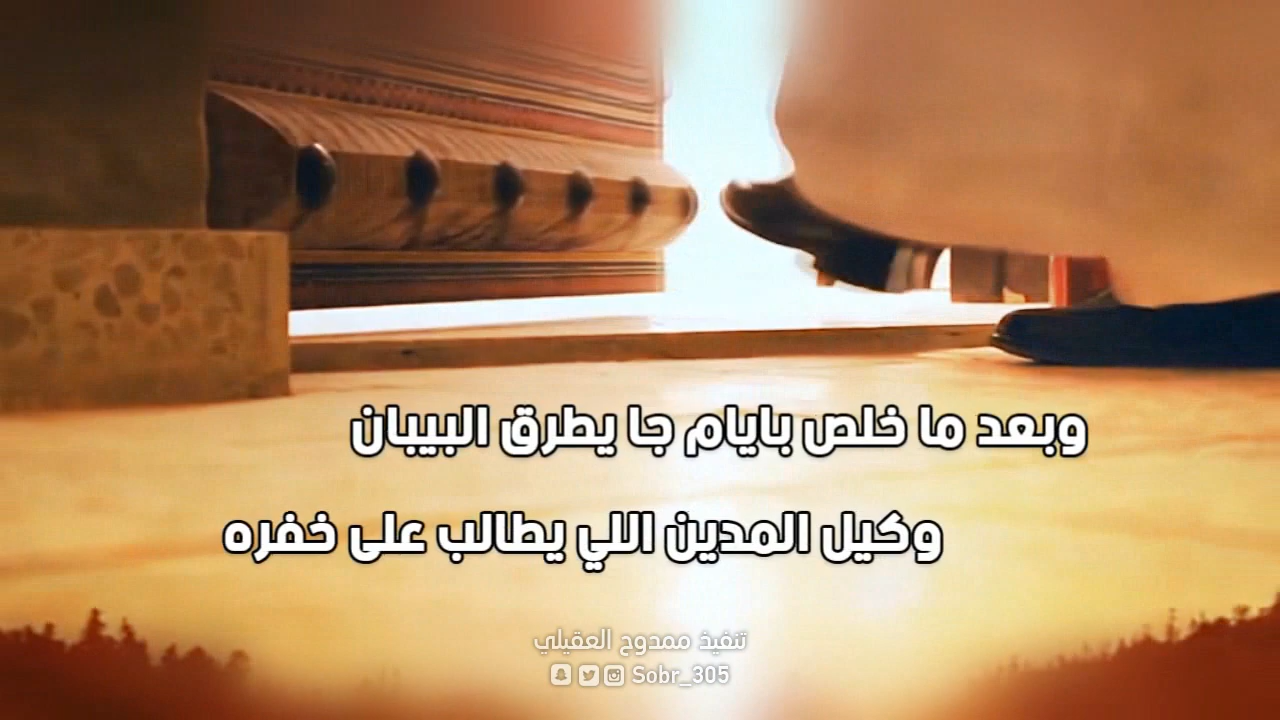 وبعد ما خلص بايام جا يطرق البيبان
وكيل المدين اللي يطالب على خفره
تنفيذ ممدوح العقيلي
Sobr_305